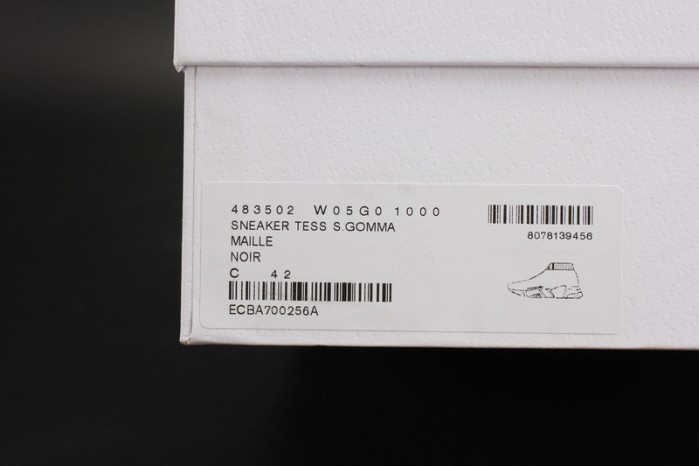 483502 W05G0 1000
SNEAKER TESS S.GOMMA
MAILLE
NOIR
C 42
ECBA700256A
8078139456